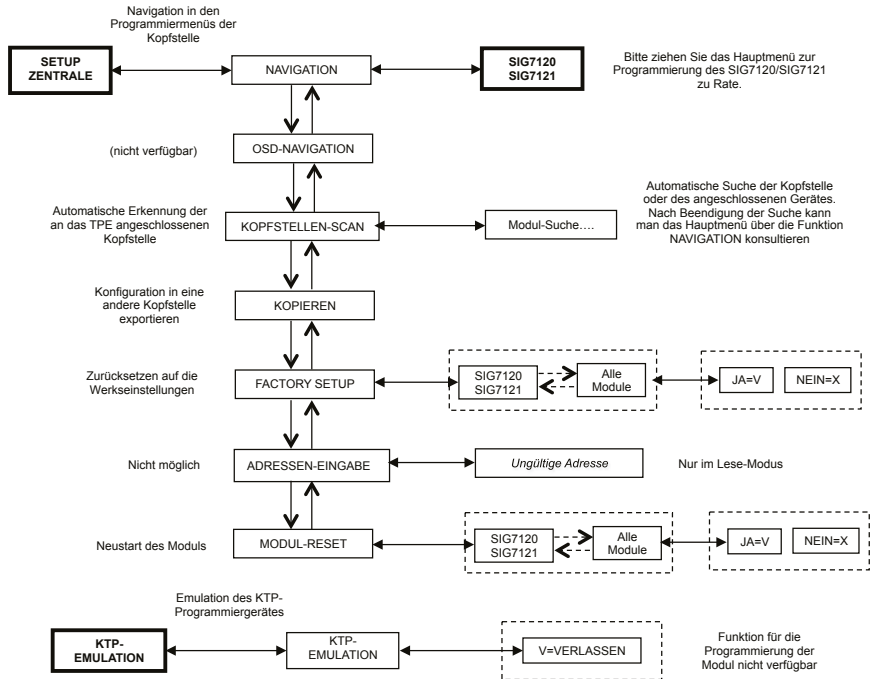 Navigation in den
Programmiermenüs der
Kopfstelle
SETUP
ZENTRALE
NAVIGATION
SIG7120
SIG7121
Bitte ziehen Sie das Hauptmenü zur
Programmierung des SIG7120/SIG7121
zu Rate.
(nicht verfügbar)
OSD-NAVIGATION
Automatische Erkennung der
an das TPE angeschlossenen
Kopfstelle
KOPFSTELLEN-SCAN
Modul-Suche....
Automatische Suche der Kopfstelle
oder des angeschlossenen Gerätes.
Nach Beendigung der Suche kann
man das Hauptmenü über die Funktion
NAVIGATION konsultieren
Konfiguration in eine
andere Kopfstelle
exportieren
KOPIEREN
Zurücksetzen auf die
Werkseinstellungen
FACTORY SETUP
SIG7120
SIG7121
Alle
Module
JA=V
NEIN=X
Nicht möglich
ADRESSEN-EINGABE
Ungültige Adresse
Nur im Lese-Modus
Neustart des Moduls
MODUL-RESET
SIG7120
SIG7121
Alle
Module
JA=V
NEIN=X
Emulation des KTP-
Programmiergerätes
KTP-
EMULATION
KTP-
EMULATION
V=VERLASSEN
Funktion für die
Programmierung der
Modul nicht verfügbar